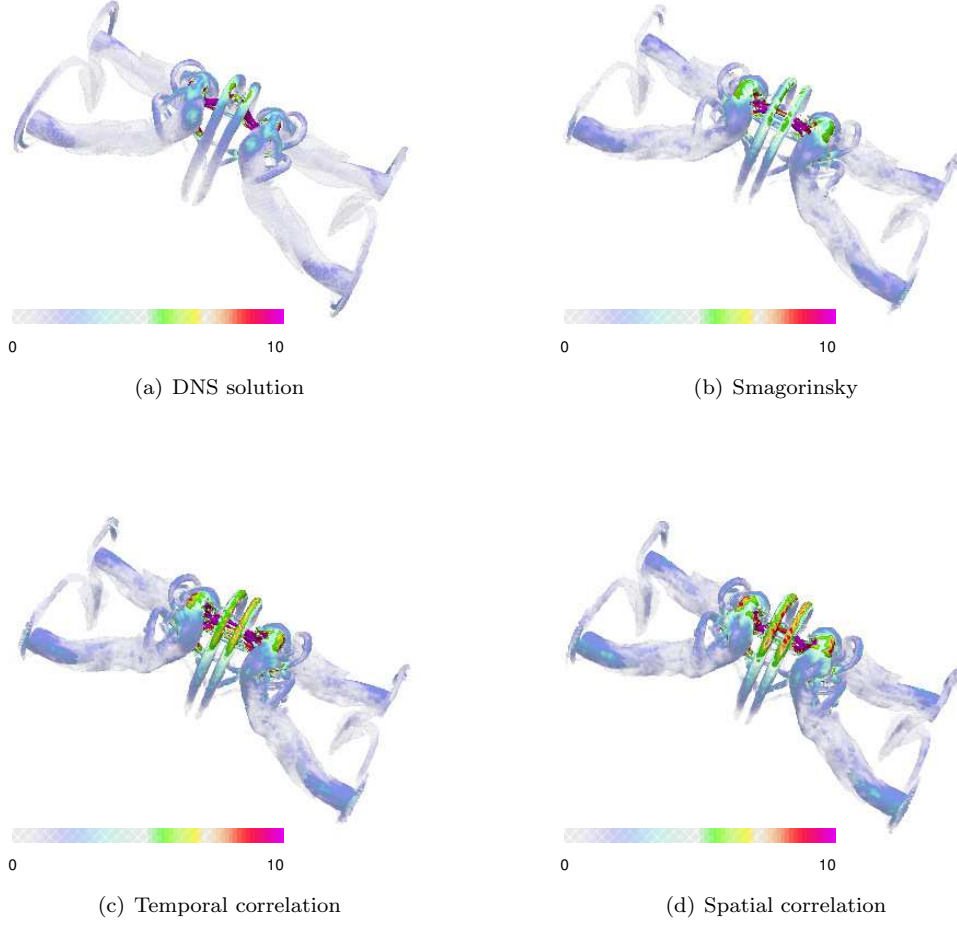 0 10
0 10
(a) DNS solution
(b) Smagorinsky
0 10
0 10
(c) Temporal correlation
(d) Spatial correlation